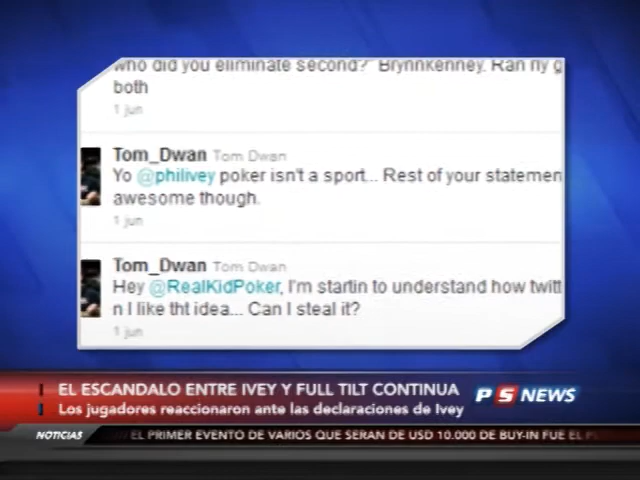 who did you eliminate second? Brynnkenney. Ran
both
1 jun
Tom_Dwan Tom Dwan
Yo @philivey poker isn't a sport... Rest of your statemen
awesome though.
1 jun
Tom_Dwan Tom Dwan
Hey @RealKidPoker, I'm startin to understand how twitt
n I like tht idea... Can I steal it?
1 jun
EL ESCANDALO ENTRE IVEY Y FULL TILT CONTINUA
Los jugadores reaccionaron ante las declaraciones de Ivey
PS NEWS
NOTICIAS
EL PRIMER EVENTO DE VARIOS QUE SERAN DE USD 10.000 DE BUY-IN FUE EL